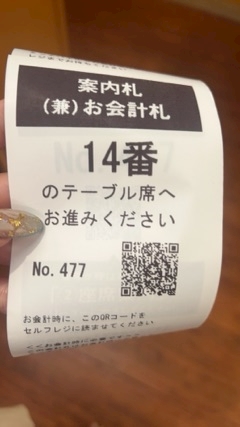 案内札
(兼)お会計札
14番
のテーブル席へ
お進みください
No. 477
お会計時に、このQRコードを
セルフレジに読ませてください